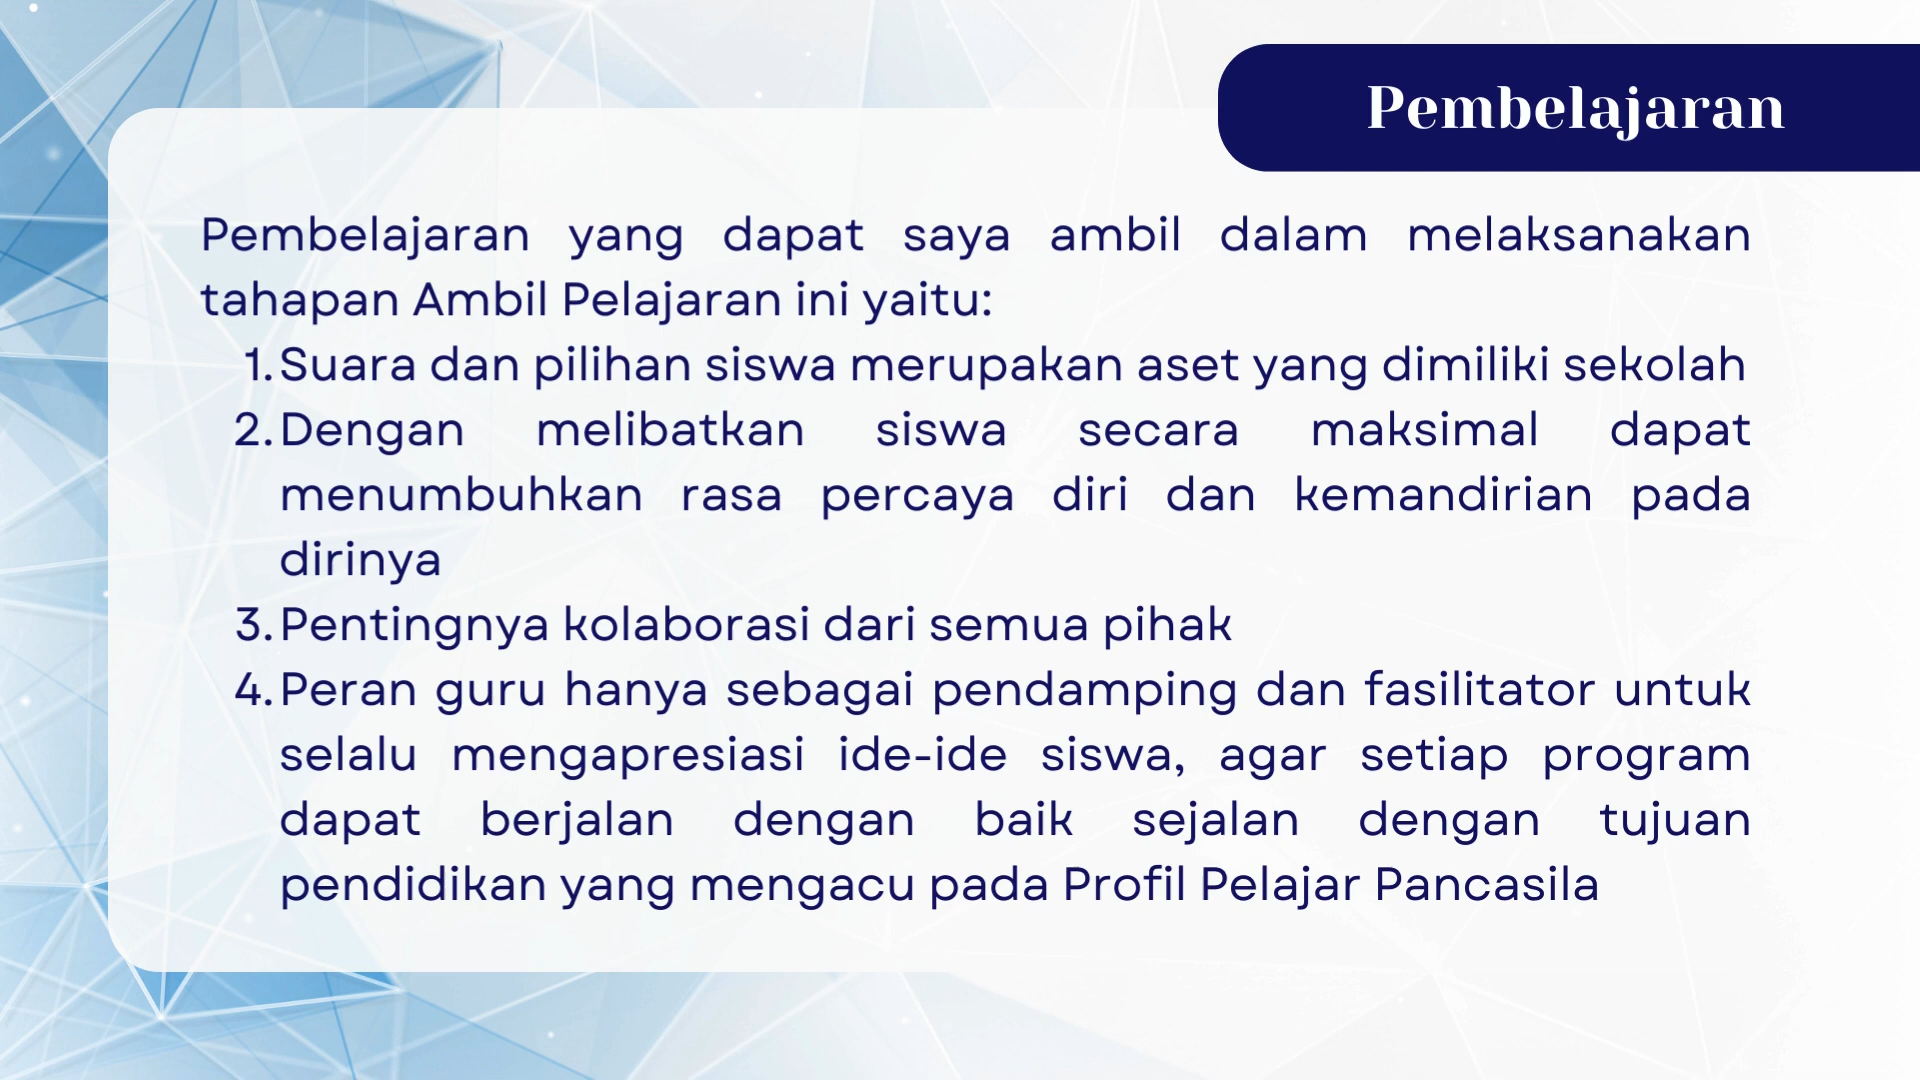 Pembelajaran
Pembelajaran yang dapat saya ambil dalam melaksanakan
tahapan Ambil Pelajaran ini yaitu:
1. Suara dan pilihan siswa merupakan aset yang dimiliki sekolah
2. Dengan melibatkan siswa secara maksimal dapat
menumbuhkan rasa percaya diri dan kemandirian pada
dirinya
3. Pentingnya kolaborasi dari semua pihak
4. Peran guru hanya sebagai pendamping dan fasilitator untuk
selalu mengapresiasi ide-ide siswa, agar setiap program
dapat berjalan dengan baik sejalan dengan tujuan
pendidikan yang mengacu pada Profil Pelajar Pancasila